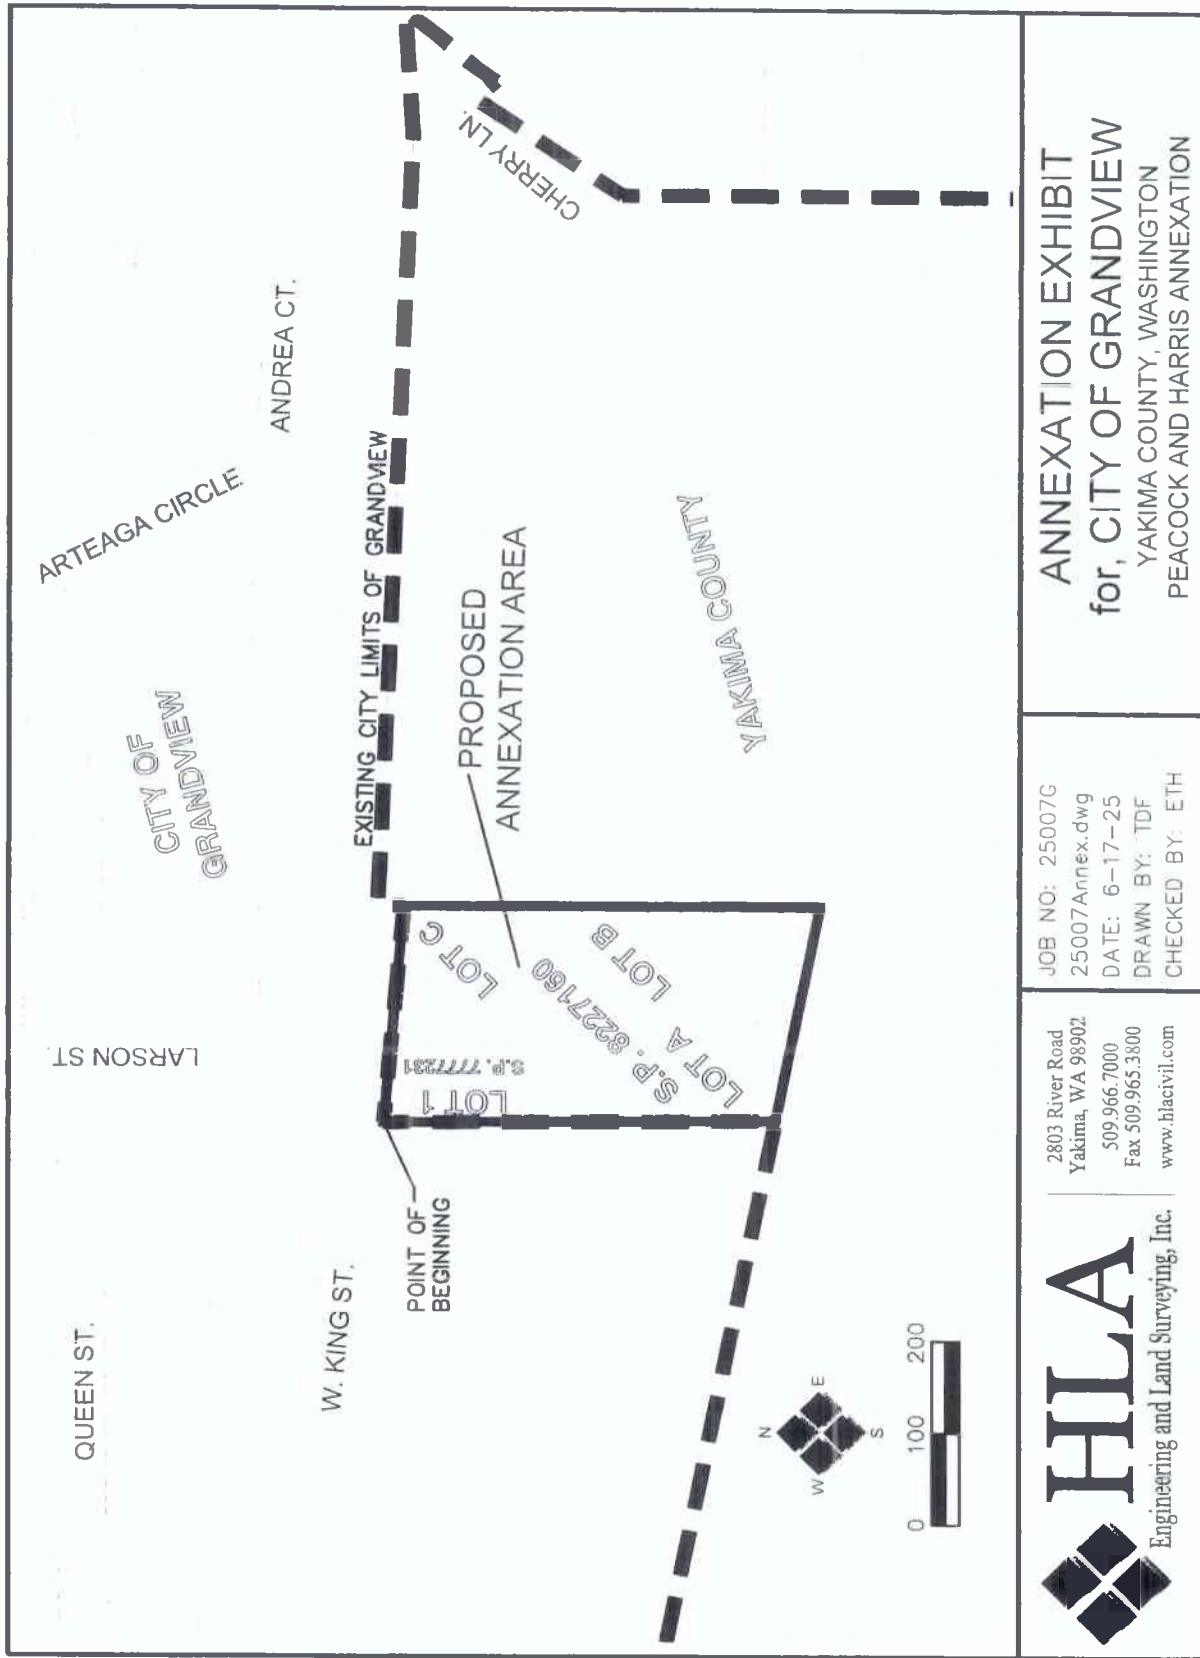 QUEEN ST.
LARSON ST.
CITY OF
GRANDVIEW
ARTEAGA CIRCLE
ANDREA CT.
W. KING ST.
EXISTING CITY LIMITS OF GRANDVIEW
CHERRY LN.
POINT OF
BEGINNING
LOT 1
S.P. 7777231
LOT C
S.P. 8227160
LOT A
LOT B
PROPOSED
ANNEXATION AREA
YAKIMA COUNTY
N
W
E
S
0 100 200
HLA
Engineering and Land Surveying, Inc.
2803 River Road
Yakima, WA 98902
509.966.7000
Fax 509.965.3800
www.hlacivil.com
JOB NO: 25007G
25007Annex.dwg
DATE: 6-17-25
DRAWN BY: TDF
CHECKED BY: ETH
ANNEXATION EXHIBIT
for, CITY OF GRANDVIEW
YAKIMA COUNTY, WASHINGTON
PEACOCK AND HARRIS ANNEXATION